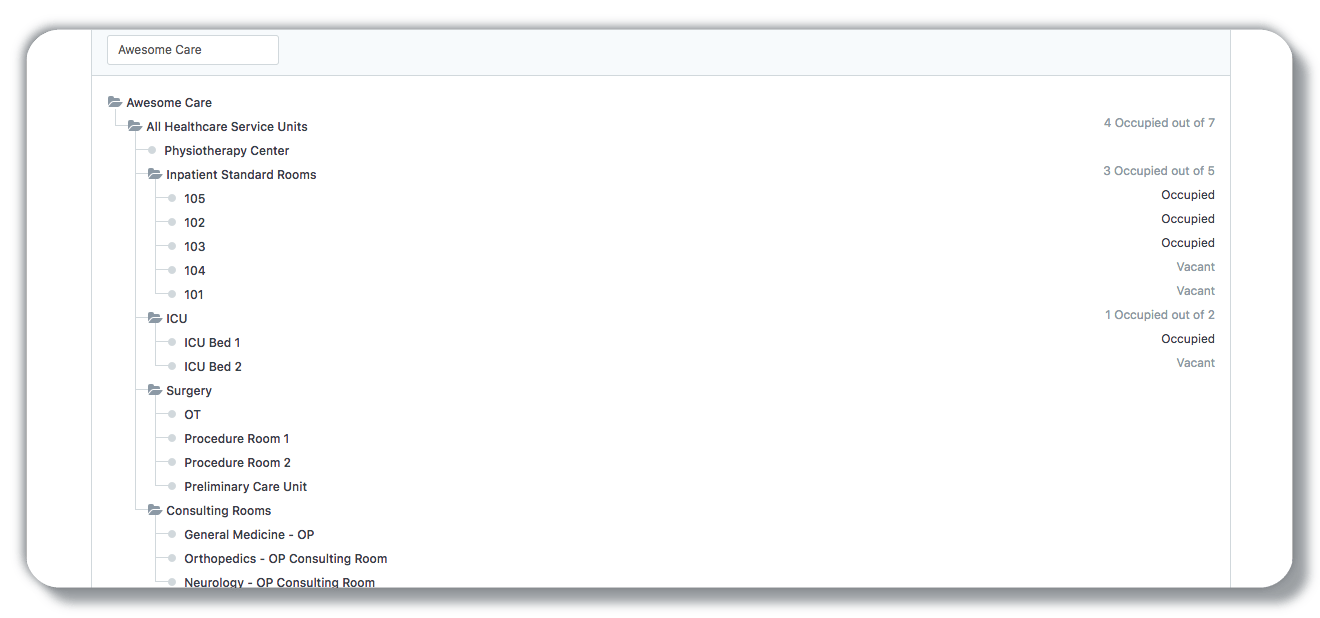 Awesome Care
Awesome Care
All Healthcare Service Units 4 Occupied out of 7
Physiotherapy Center
Inpatient Standard Rooms 3 Occupied out of 5
105 Occupied
102 Occupied
103 Occupied
104 Vacant
101 Vacant
ICU 1 Occupied out of 2
ICU Bed 1 Occupied
ICU Bed 2 Vacant
Surgery
OT
Procedure Room 1
Procedure Room 2
Preliminary Care Unit
Consulting Rooms
General Medicine - OP
Orthopedics - OP Consulting Room
Neurology - OP Consulting Room